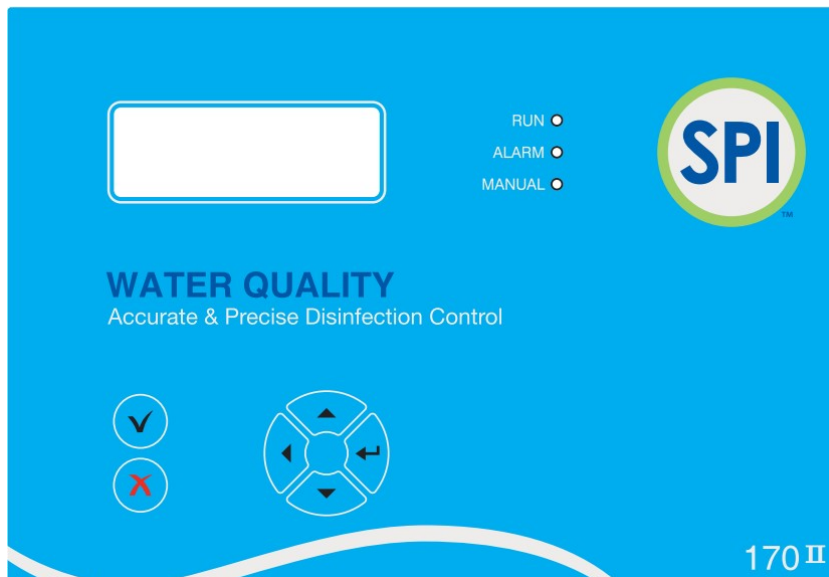 RUN
ALARM
MANUAL
SPI
TM
WATER QUALITY
Accurate & Precise Disinfection Control
170 II